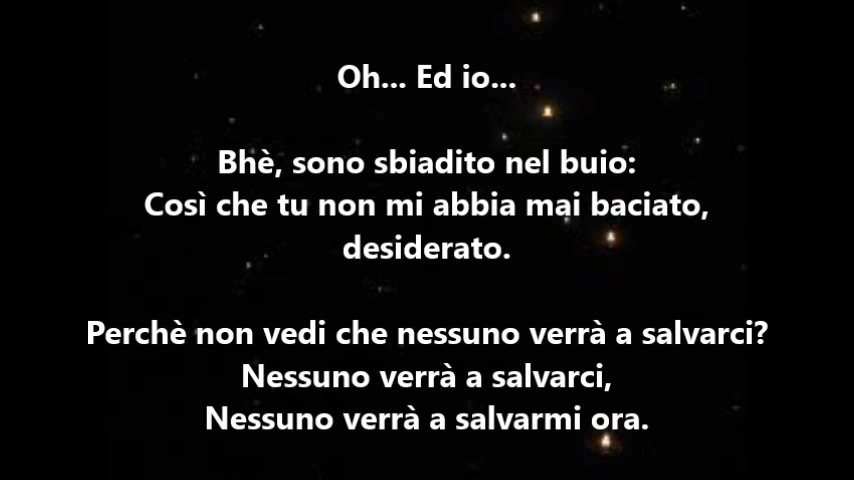 Oh... Ed io...
Bhè, sono sbiadito nel buio:
Così che tu non mi abbia mai baciato,
desiderato.
Perchè non vedi che nessuno verrà a salvarci?
Nessuno verrà a salvarci,
Nessuno verrà a salvarmi ora.